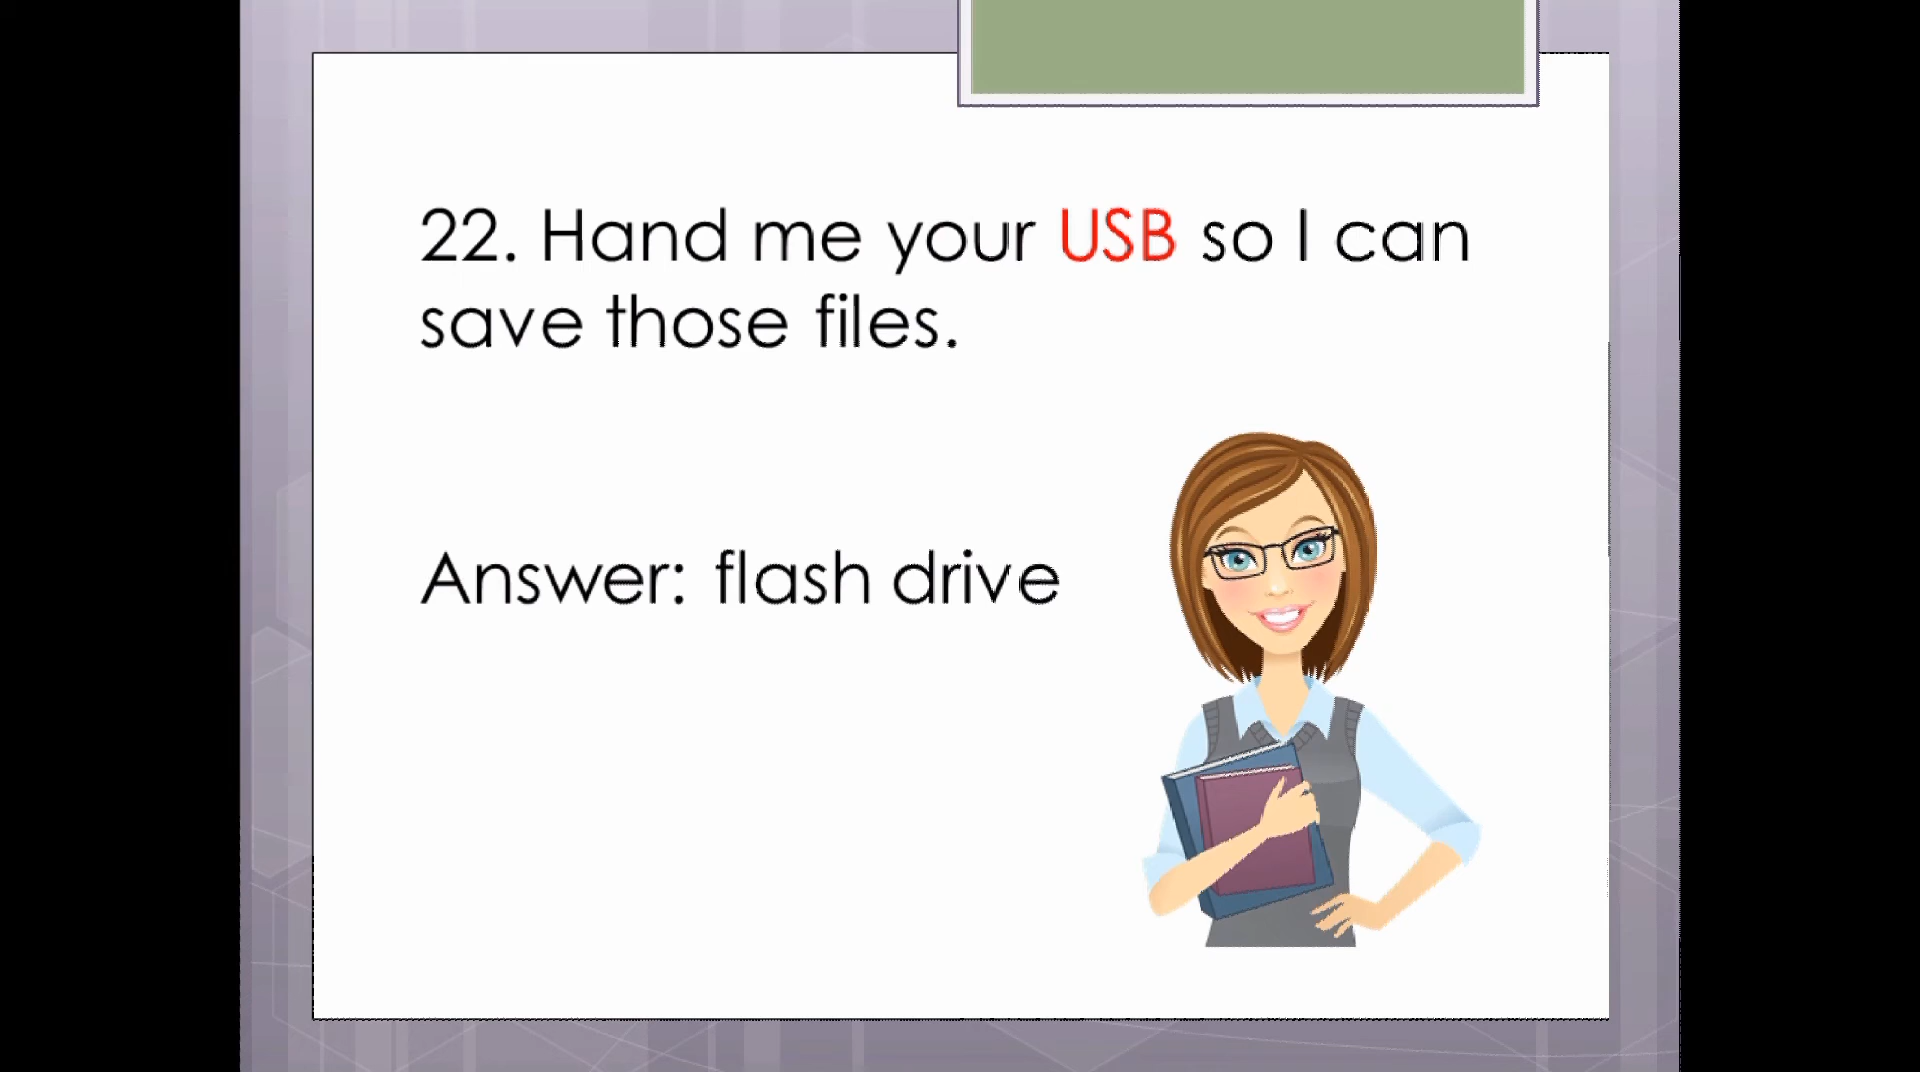 22. Hand me your USB so I can
save those files.
Answer: flash drive